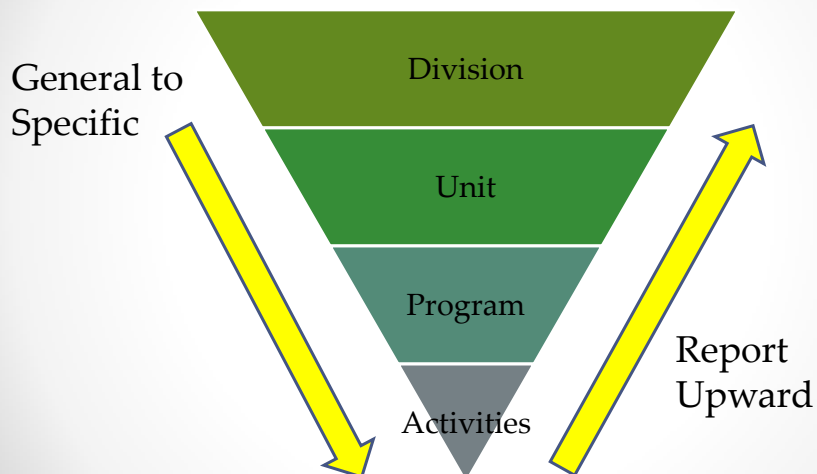 General to
Specific
Division
Unit
Program
Activities
Report
Upward